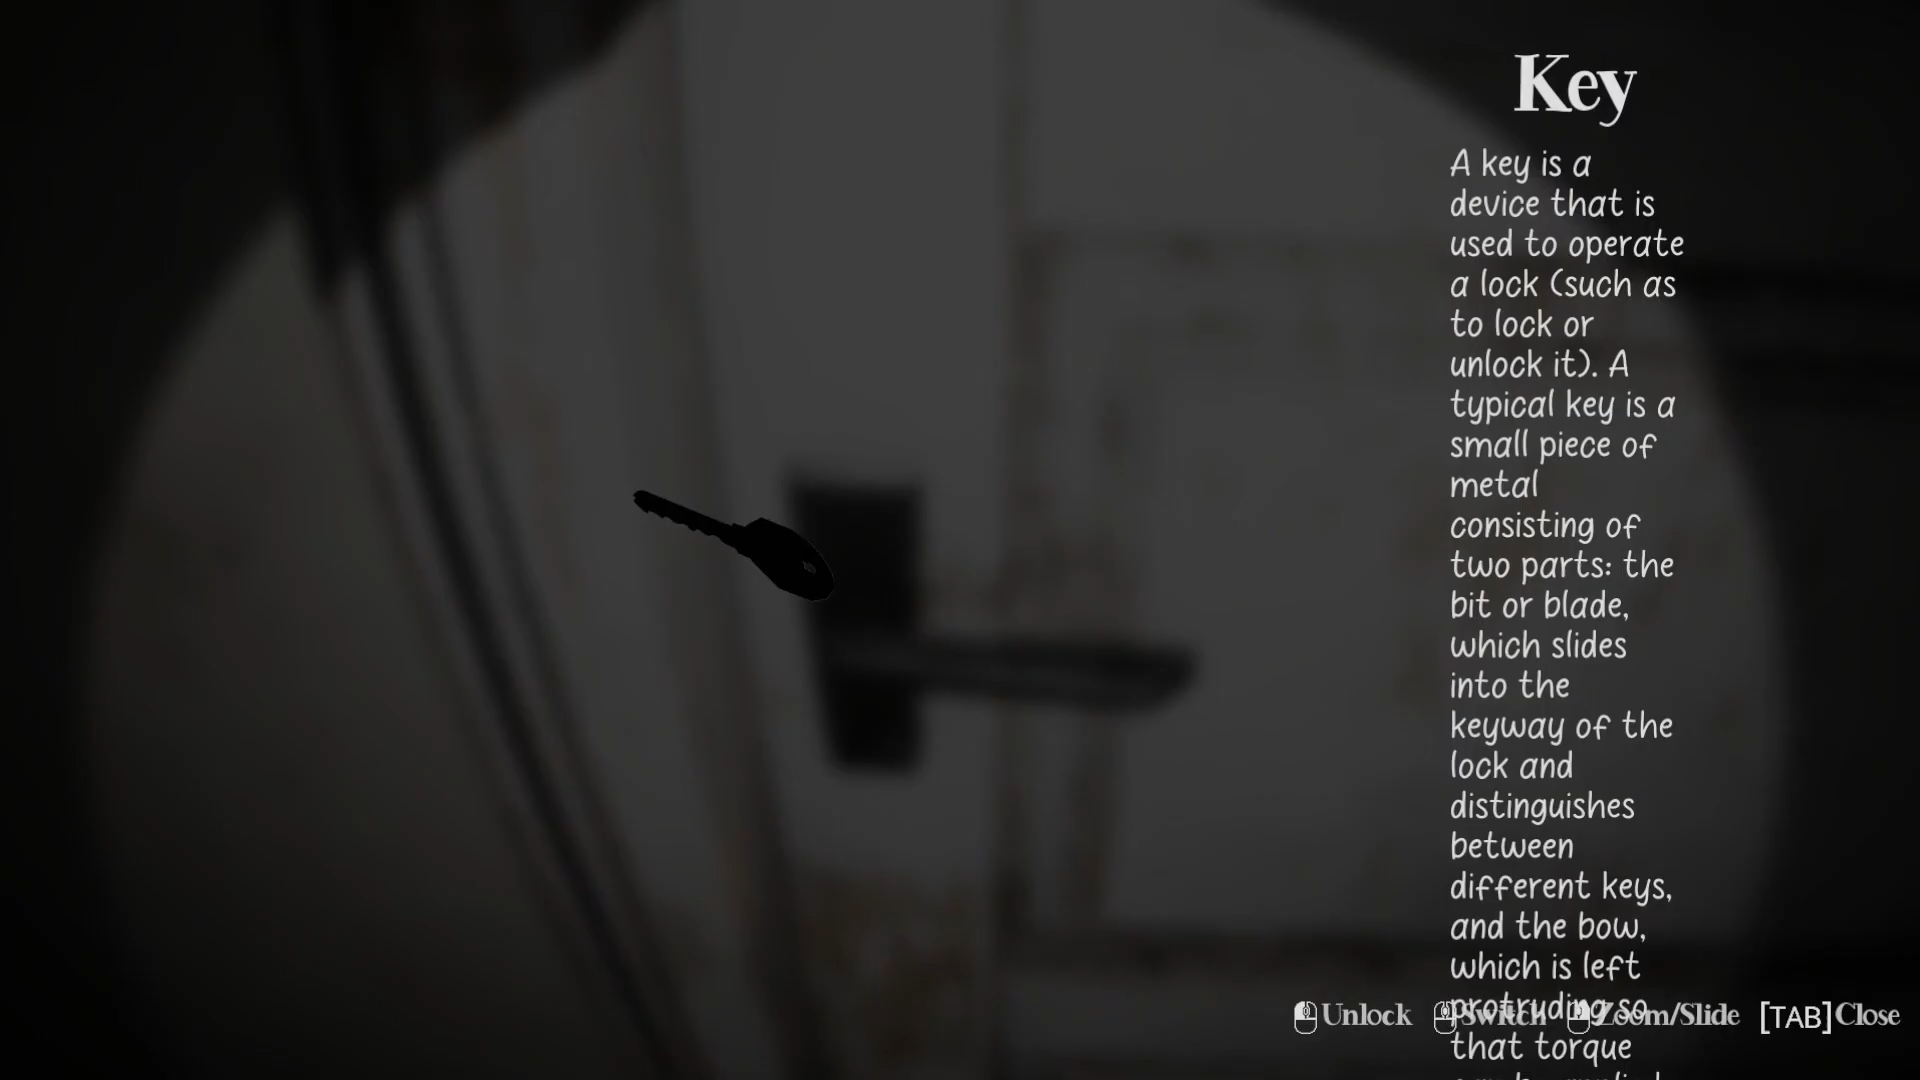 Key
A key is a
device that is
used to operate
a lock (such as
to lock or
unlock it). A
typical key is a
small piece of
metal
consisting of
two parts: the
bit or blade,
which slides
into the
keyway of the
lock and
distinguishes
between
different keys,
and the bow,
which is left
protruding so
that torque
Unlock Switch Zoom/Slide [TAB] Close